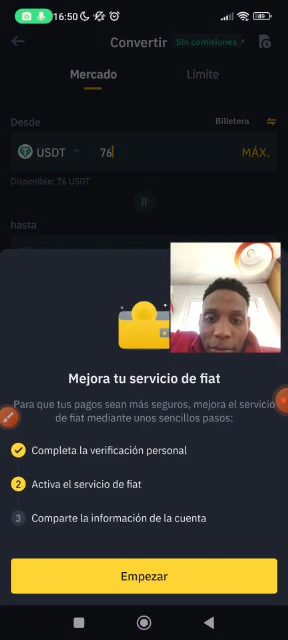 16:50
49
Convertir
Sin comisiones
Mercado
Límite
Desde
Billetera
USDT
76
MÁX.
Disponible: 76 USDT
hasta
Mejora tu servicio de fiat
Para que tus pagos sean más seguros, mejora el servicio
de fiat mediante unos sencillos pasos:
Completa la verificación personal
2 Activa el servicio de fiat
3 Comparte la información de la cuenta
Empezar